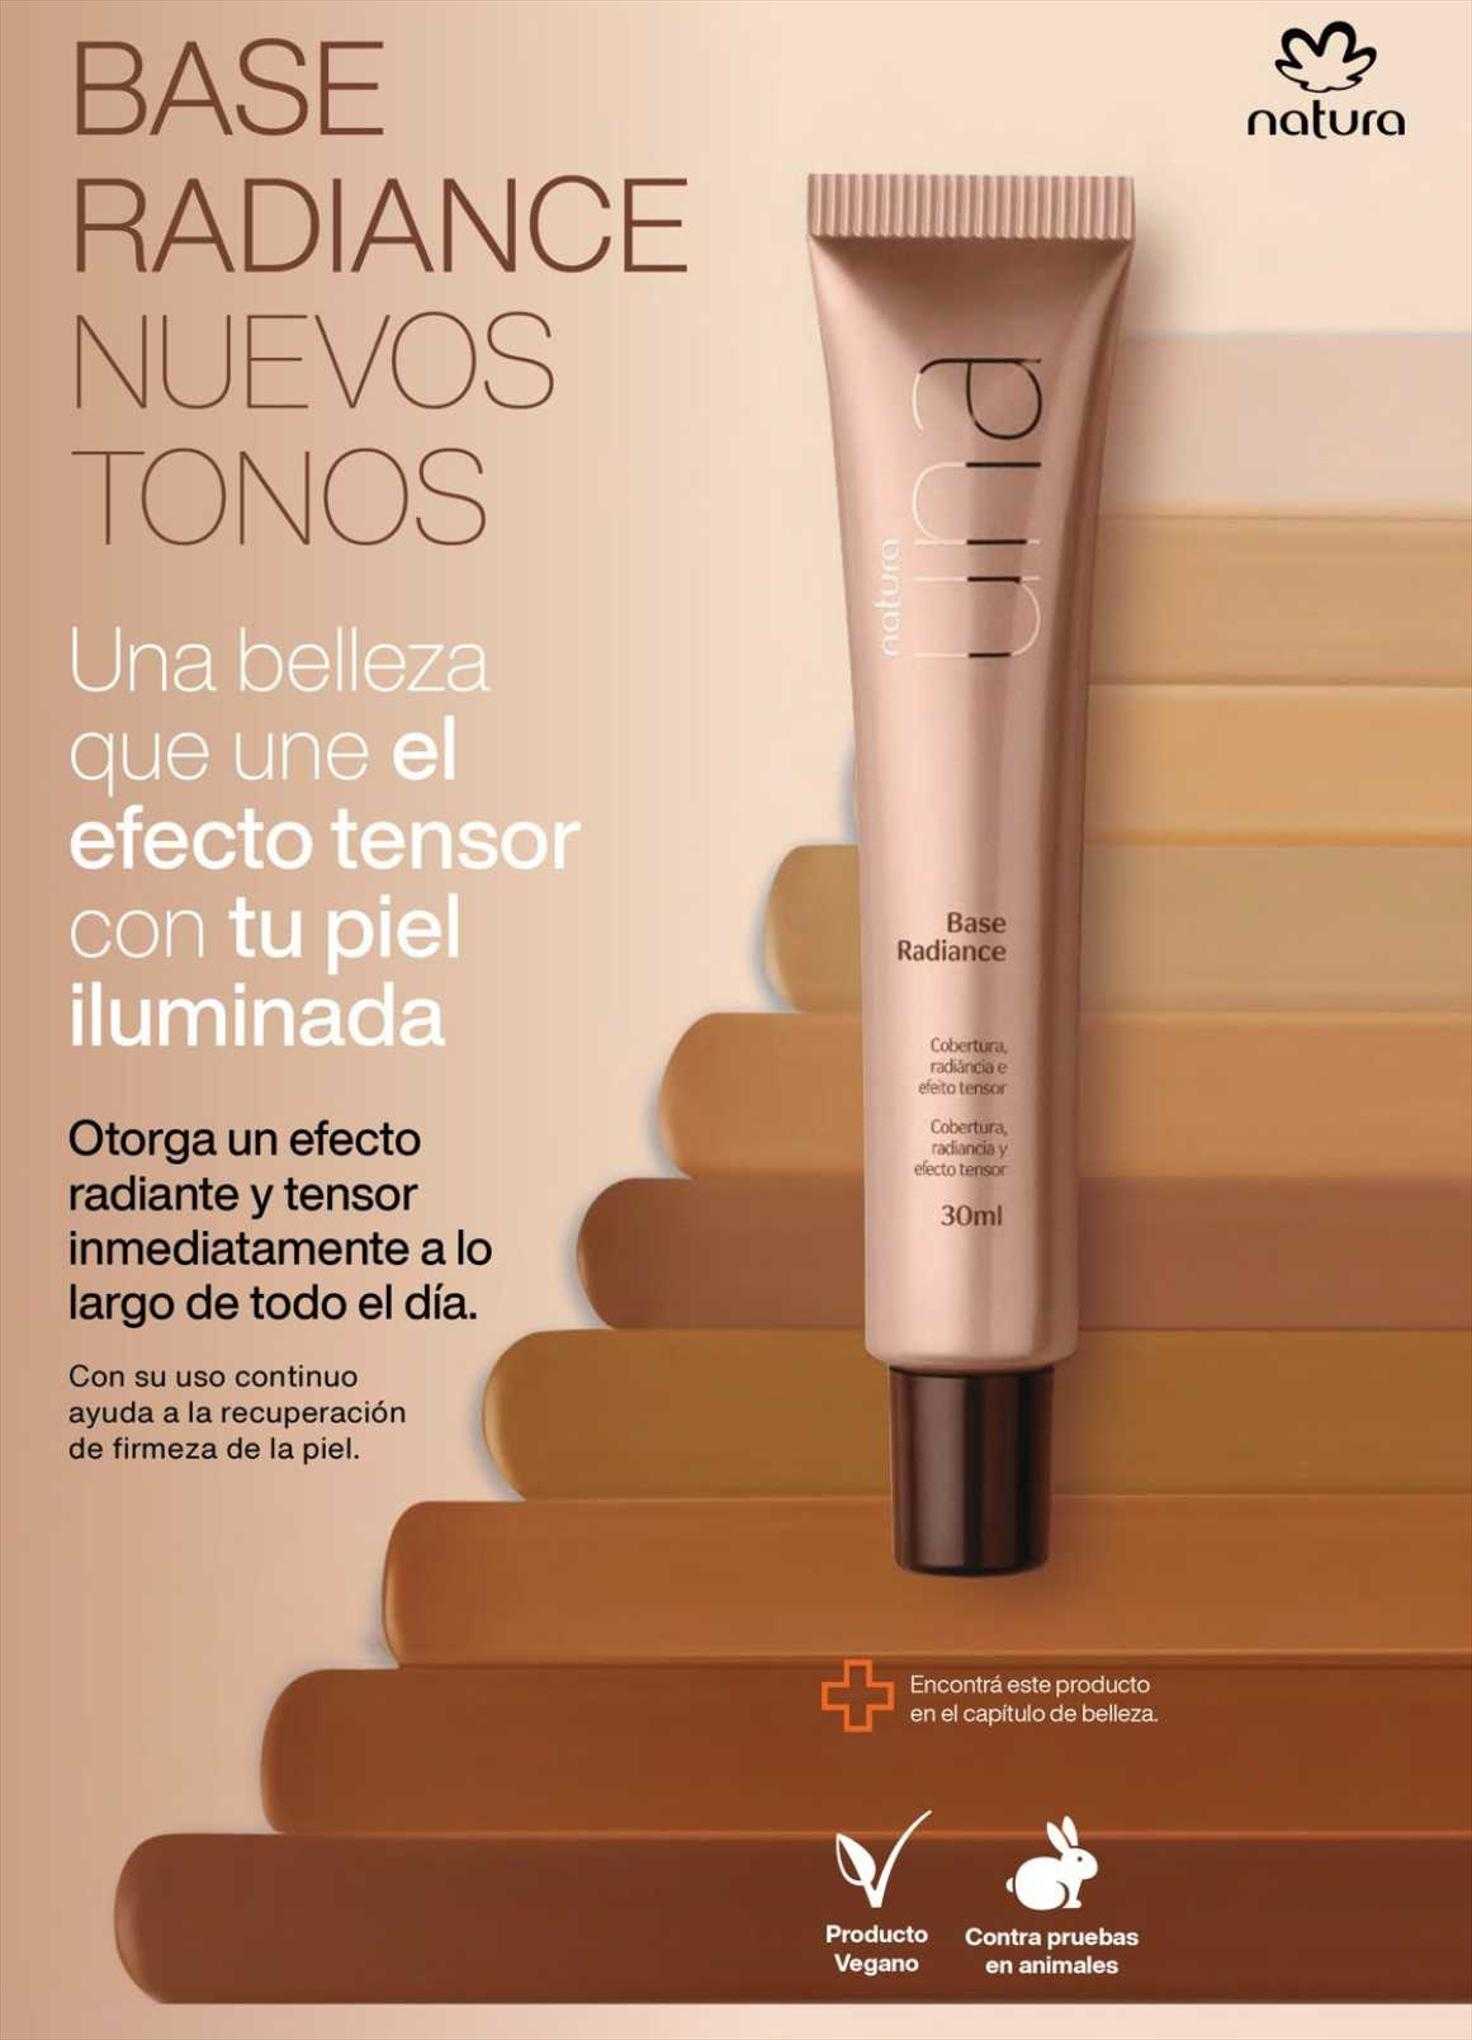 BASE
RADIANCE
NUEVOS
TONOS
natura
Una belleza
que une el
efecto tensor
con tu piel
iluminada
Otorga un efecto
radiante y tensor
inmediatamente a lo
largo de todo el día.
Con su uso continuo
ayuda a la recuperación
de firmeza de la piel.
natura
una
Base
Radiance
Cobertura,
radiância e
efeito tensor
Cobertura,
radiancia y
efecto tensor
30ml
Encontrá este producto
en el capítulo de belleza.
Producto
Vegano
Contra pruebas
en animales